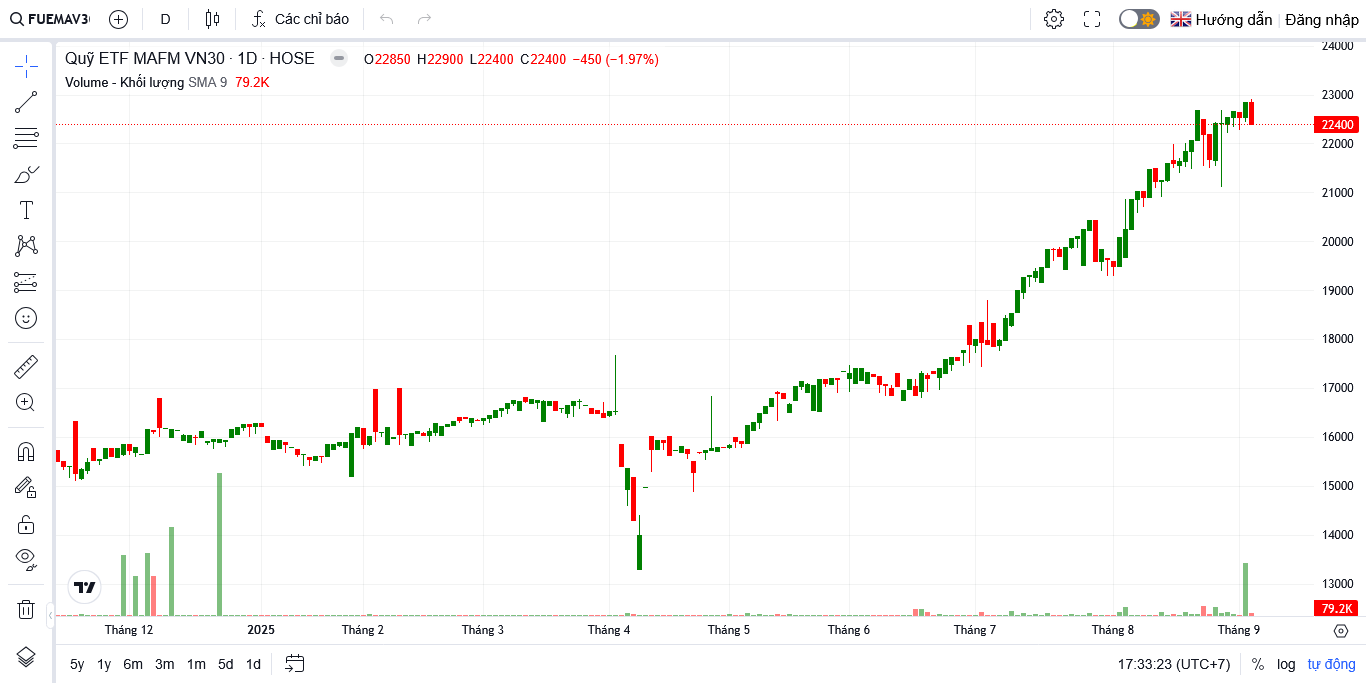 FUEMAV3 D Các chỉ báo Hướng dẫn Đăng nhập
Quỹ ETF MAFM VN30 · 1D · HOSE O22850 H22900 L22400 C22400 −450 (−1.97%)
Volume - Khối lượng SMA 9 79.2K
24000
23000
22400
22000
21000
20000
19000
18000
17000
16000
15000
14000
13000
79.2K
Tháng 12 2025 Tháng 2 Tháng 3 Tháng 4 Tháng 5 Tháng 6 Tháng 7 Tháng 8 Tháng 9
5y 1y 6m 3m 1m 5d 1d 17:33:23 (UTC+7) % log tự động